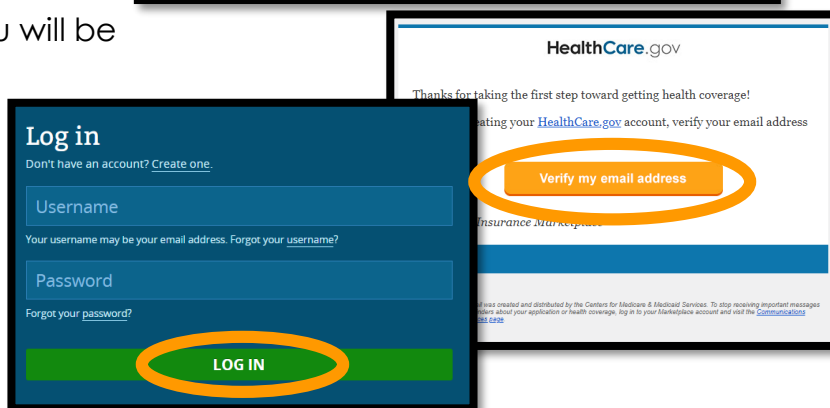 will be
HealthCare.gov
Thanks for taking the first step toward getting health coverage!
your HealthCare.gov account, verify your email address
Verify my email address
Insurance Marketplace
was created and distributed by the Centers for Medicare & Medicaid Services. To stop receiving important messages
about your application or health coverage, log in to your Marketplace account and visit the Communications
page.
Log in
Don't have an account? Create one.
Username
Your username may be your email address. Forgot your username?
Password
Forgot your password?
LOG IN